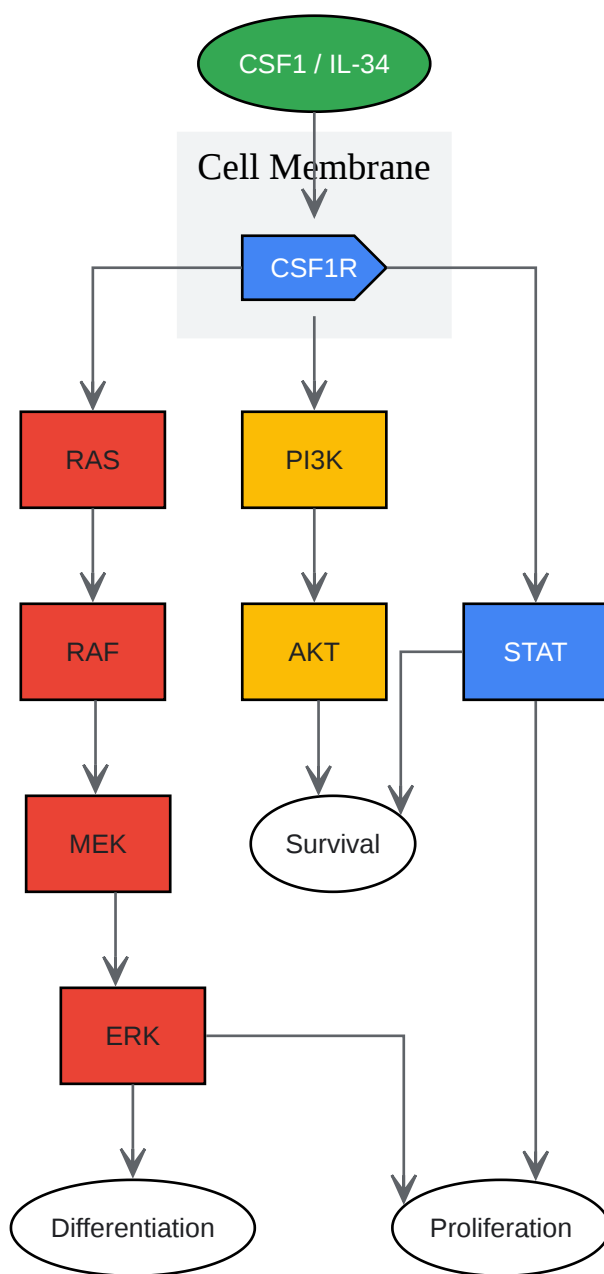 CSF1 / IL-34
Cell Membrane
CSF1R
RAS
PI3K
RAF
AKT
STAT
MEK
Survival
ERK
Differentiation
Proliferation